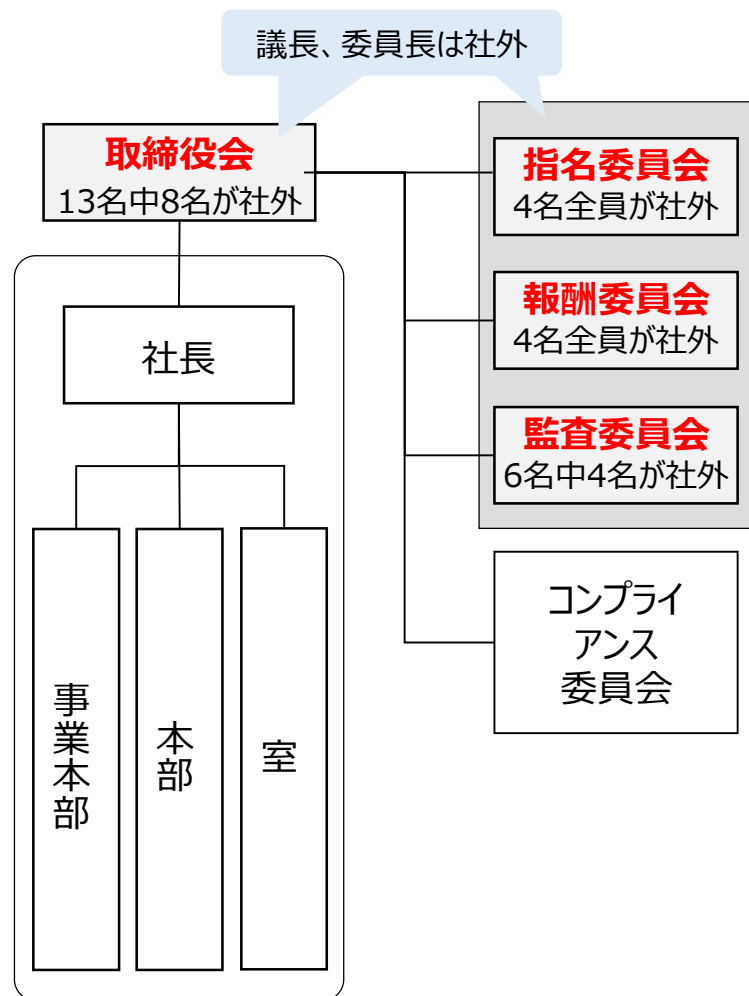 議長、委員長は社外
取締役会
13名中8名が社外
指名委員会
4名全員が社外
報酬委員会
4名全員が社外
社長
監査委員会
6名中4名が社外
コンプライ
アンス
委員会
事業本部
本部
室